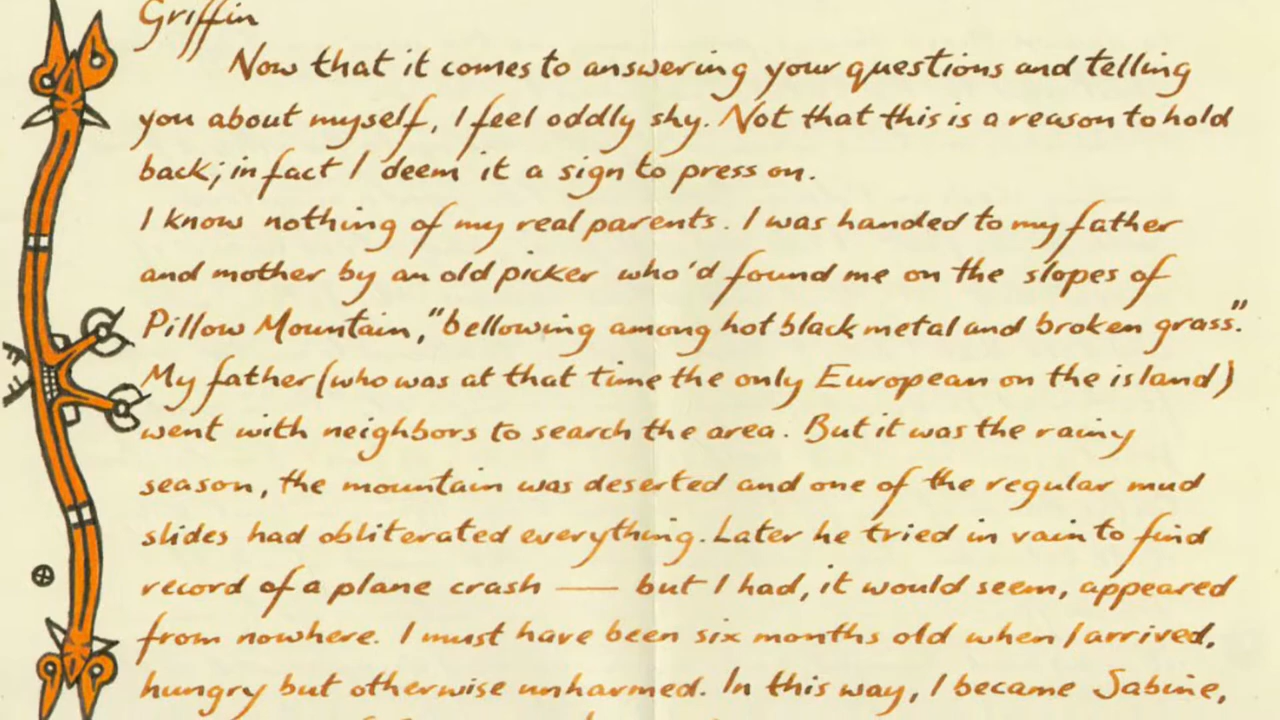 Griffin
Now that it comes to answering your questions and telling
you about myself, I feel oddly shy. Not that this is a reason to hold
back; in fact I deem it a sign to press on.
I know nothing of my real parents. I was handed to my father
and mother by an old picker who'd found me on the slopes of
Pillow Mountain, "bellowing among hot black metal and broken grass."
My father (who was at that time the only European on the island)
went with neighbors to search the area. But it was the rainy
season, the mountain was deserted and one of the regular mud
slides had obliterated everything. Later he tried in vain to find
record of a plane crash — but I had, it would seem, appeared
from nowhere. I must have been six months old when I arrived,
hungry but otherwise unharmed. In this way, I became Sabine,